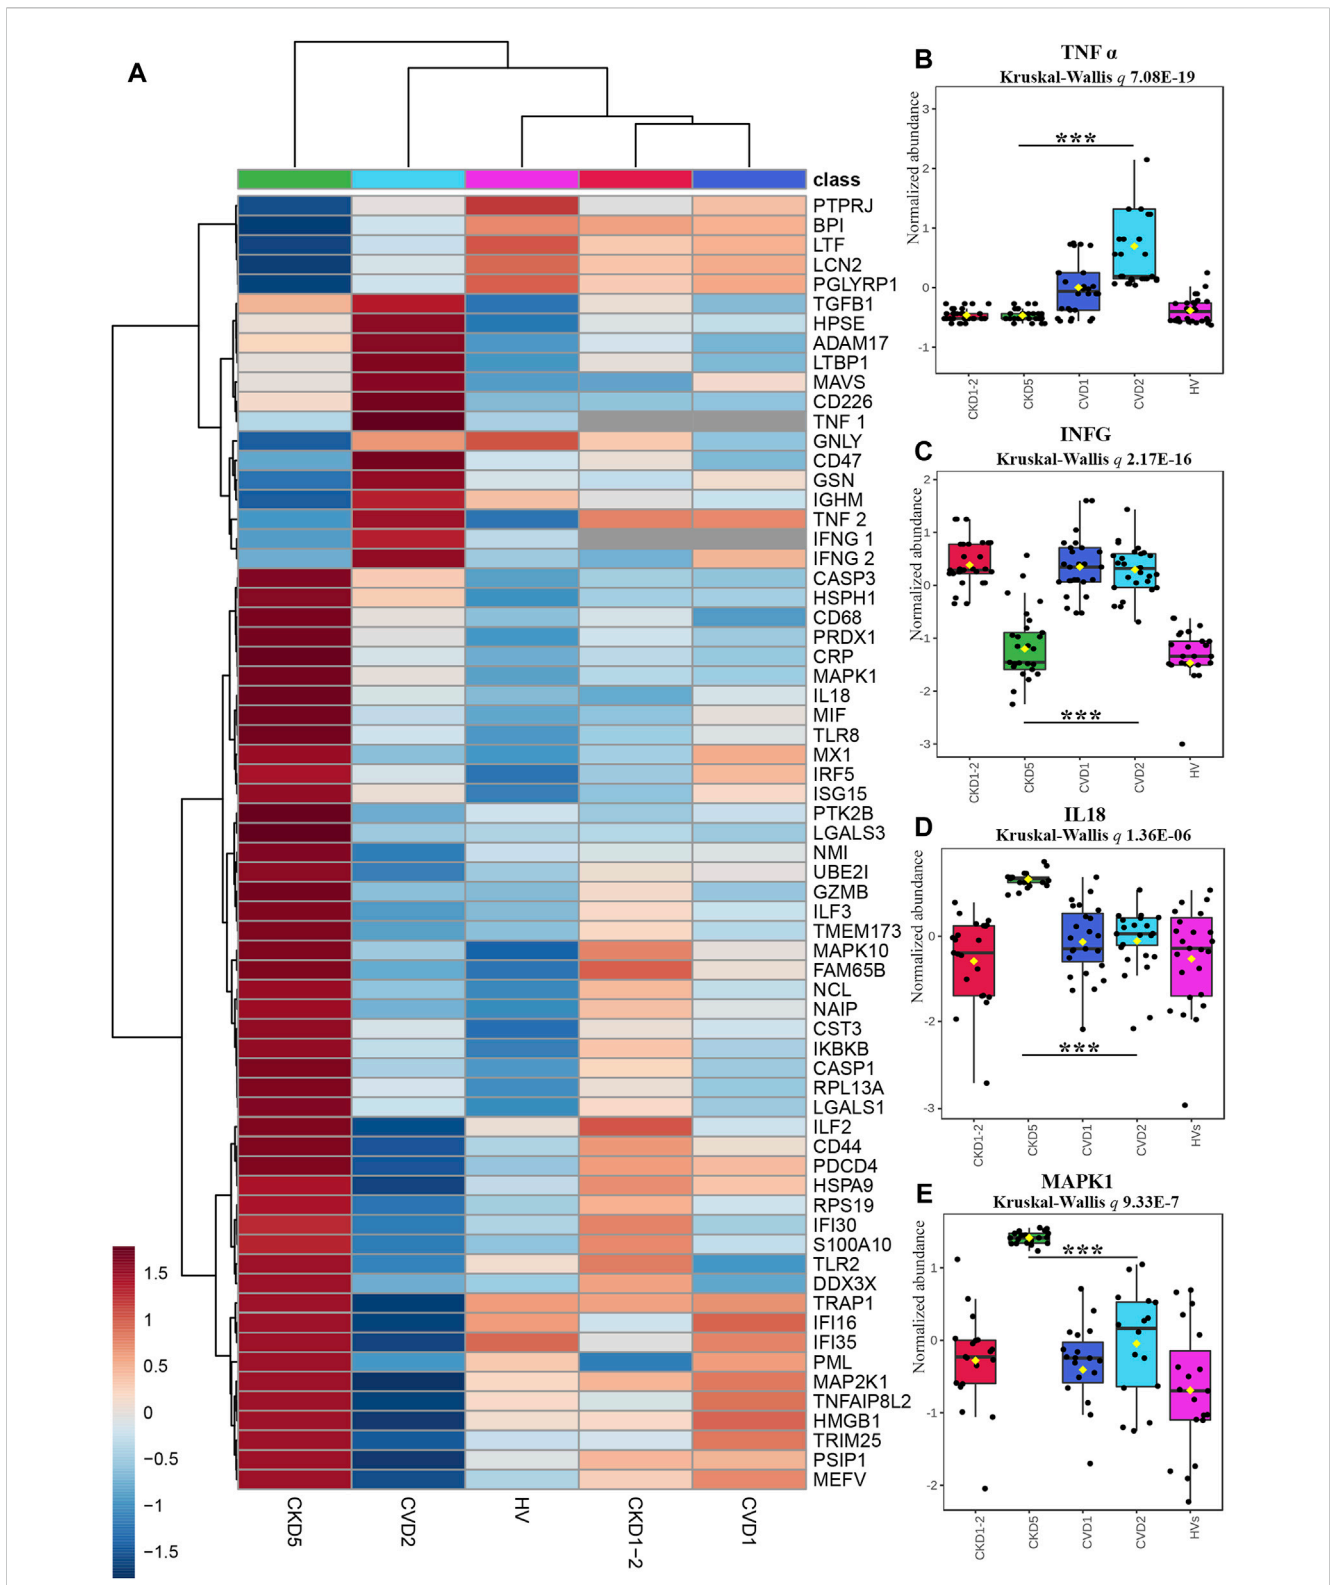 A
class
PTPRJ
BPI
LTF
LCN2
PGLYRP1
TGFB1
HPSE
ADAM17
LTBP1
MAVS
CD226
TNF 1
GNLY
CD47
GSN
IGHM
TNF 2
IFNG 1
IFNG 2
CASP3
HSPH1
CD68
PRDX1
CRP
MAPK1
IL18
MIF
TLR8
MX1
IRF5
ISG15
PTK2B
LGALS3
NMI
UBE2I
GZMB
ILF3
TMEM173
MAPK10
FAM65B
NCL
NAIP
CST3
IKBKB
CASP1
RPL13A
LGALS1
ILF2
CD44
PDCD4
HSPA9
RPS19
IFI30
S100A10
TLR2
DDX3X
TRAP1
IFI16
IFI35
PML
MAP2K1
TNFAIP8L2
HMGB1
TRIM25
PSIP1
MEFV
1.5
1
0.5
0
−0.5
−1
−1.5
CKD5
CVD2
HV
CKD1−2
CVD1
B
TNF α
Kruskal-Wallis q 7.08E-19
Normalized abundance
3
2
1
0
-1
***
CKD1-2
CKD5
CVD1
CVD2
HV
C
INFG
Kruskal-Wallis q 2.17E-16
Normalized abundance
2
1
0
-1
-2
-3
***
CKD1-2
CKD5
CVD1
CVD2
HV
D
IL18
Kruskal-Wallis q 1.36E-06
Normalized abundance
0
-2
-3
***
CKD1-2
CKD5
CVD1
CVD2
HVs
E
MAPK1
Kruskal-Wallis q 9.33E-7
Normalized abundance
1
0
-1
-2
***
CKD1-2
CKD5
CVD1
CVD2
HVs